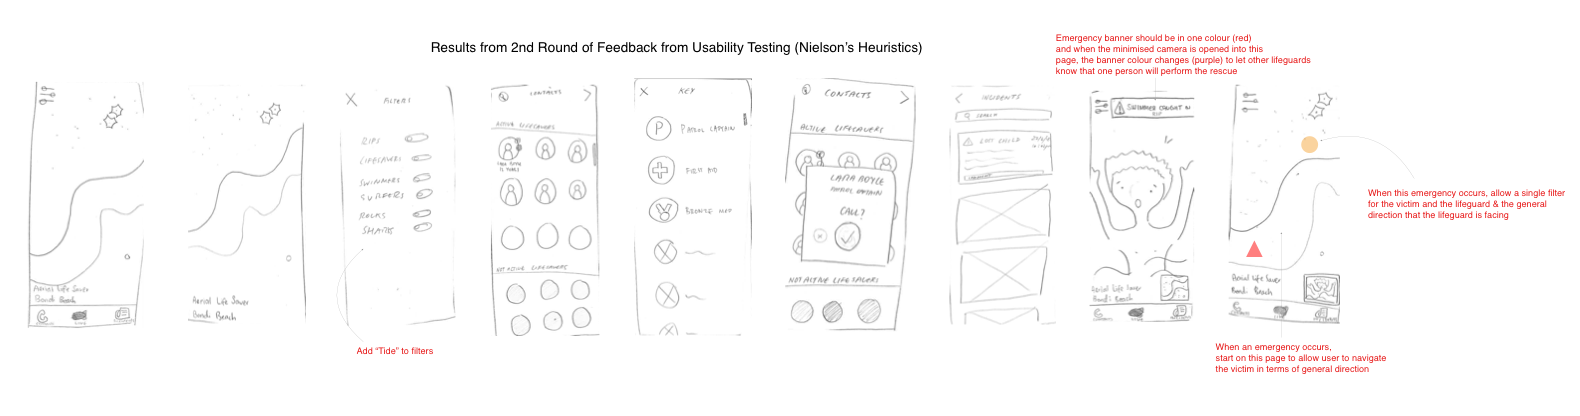 Results from 2nd Round of Feedback from Usability Testing (Nielson's Heuristics)
Emergency banner should be in one colour (red)
and when the minimised camera is opened into this
page, the banner colour changes (purple) to let other lifeguards
know that one person will perform the rescue
Aerial Life Saver
Bondi Beach
Aerial Life Saver
Bondi Beach
X FILTERS
RIPS
LIFESAVERS
SWIMMERS
SURFERS
ROCKS
SHARKS
Add "Tide" to filters
CONTACTS
ACTIVE LIFESAVERS
NOT ACTIVE LIFESAVERS
X KEY
P PATROL CAPTAIN
FIRST AID
BRONZE MED
CONTACTS
ACTIVE LIFESAVERS
LARA BOYLE
PATROL CAPTAIN
CALL?
NOT ACTIVE LIFESAVERS
INCIDENTS
SEARCH
LOST CHILD
SWIMMER CAUGHT IN
RIP
Aerial Life Saver
Bondi Beach
Aerial Life Saver
Bondi Beach
When this emergency occurs, allow a single filter
for the victim and the lifeguard & the general
direction that the lifeguard is facing
When an emergency occurs,
start on this page to allow user to navigate
the victim in terms of general direction